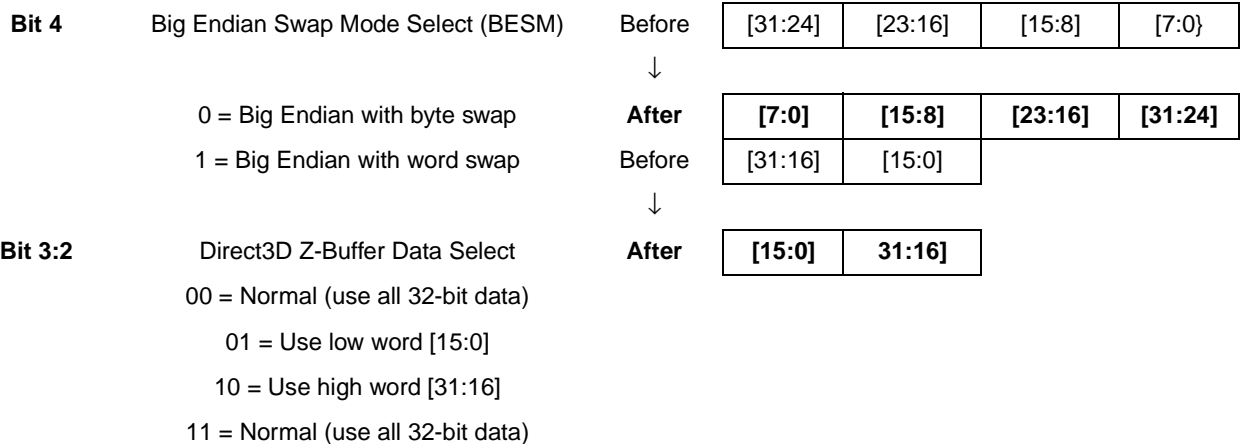 Bit 4 Big Endian Swap Mode Select (BESM) Before [31:24] [23:16] [15:8] [7:0}
↓
0 = Big Endian with byte swap After [7:0] [15:8] [23:16] [31:24]
1 = Big Endian with word swap Before [31:16] [15:0]
↓
Bit 3:2 Direct3D Z-Buffer Data Select After [15:0] 31:16]
00 = Normal (use all 32-bit data)
01 = Use low word [15:0]
10 = Use high word [31:16]
11 = Normal (use all 32-bit data)